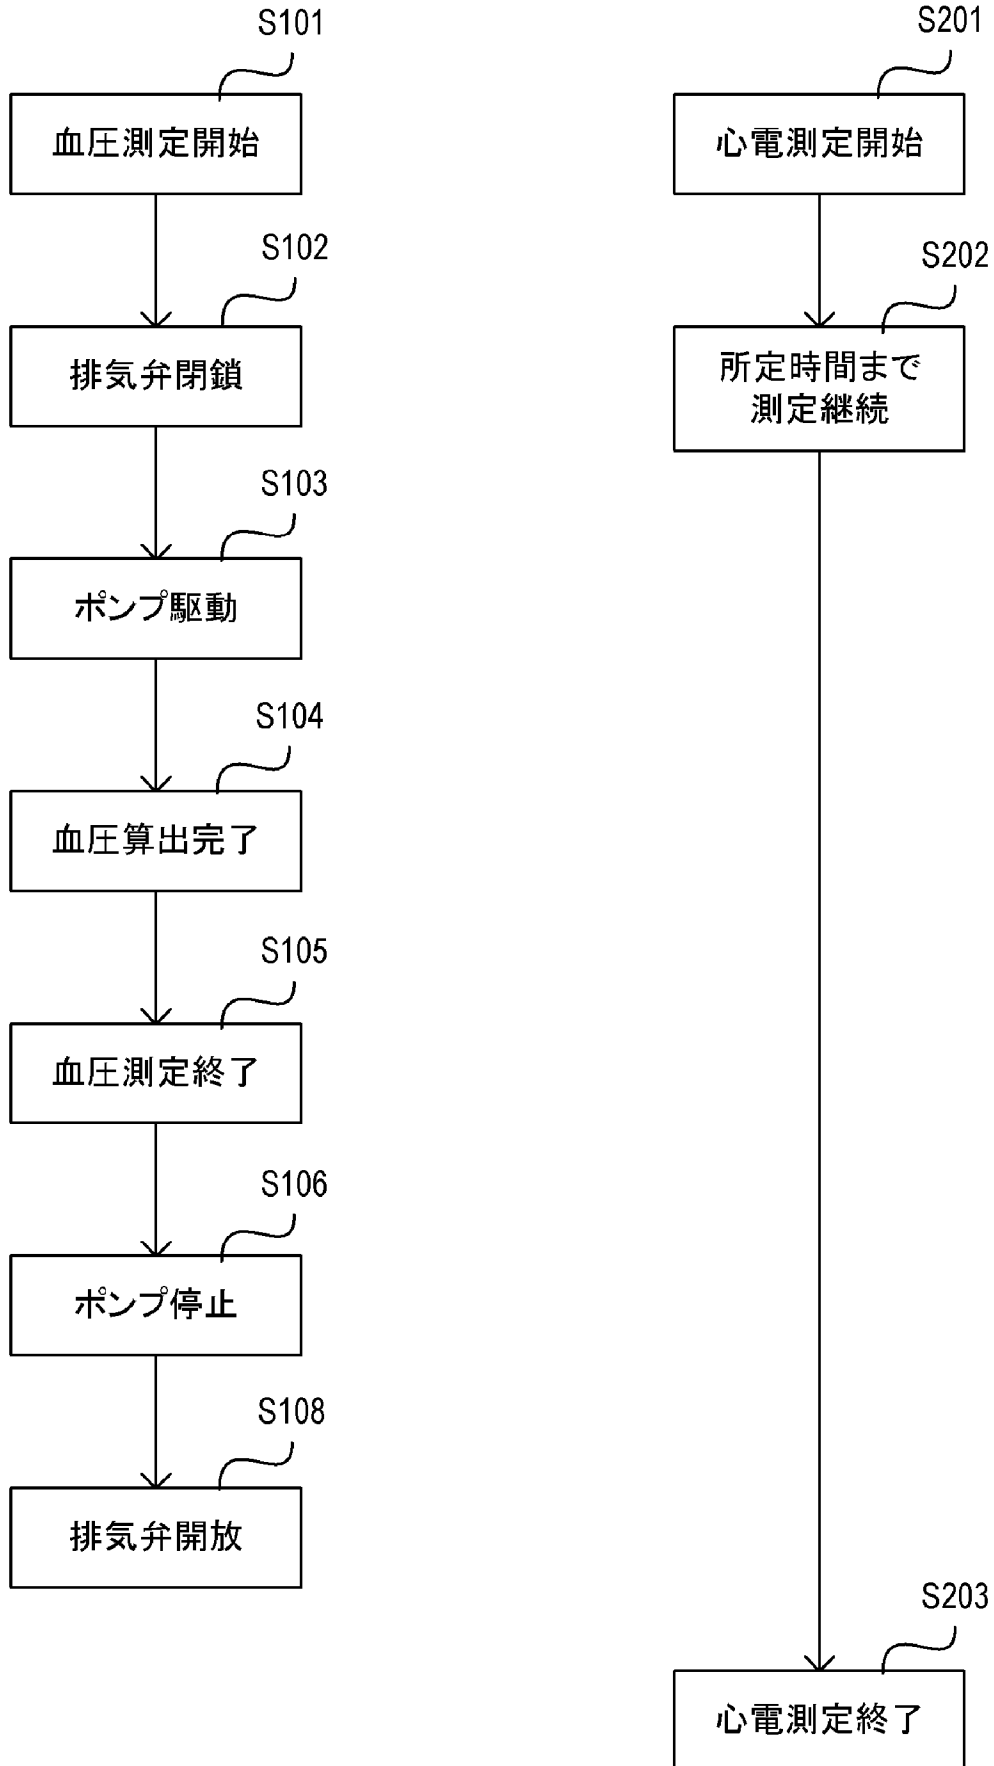 S101
血圧測定開始
S102
排気弁閉鎖
S103
ポンプ駆動
S104
血圧算出完了
S105
血圧測定終了
S106
ポンプ停止
S108
排気弁開放
S201
心電測定開始
S202
所定時間まで
測定継続
S203
心電測定終了